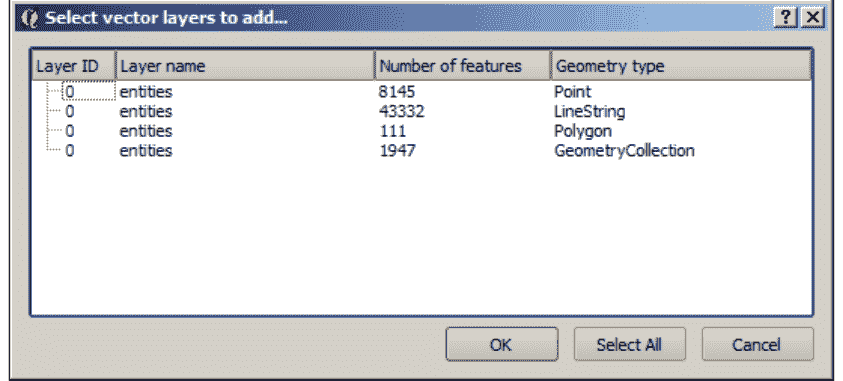 Select vector layers to add...
Layer ID Layer name Number of features Geometry type
0 entities 8145 Point
0 entities 43332 LineString
0 entities 111 Polygon
0 entities 1947 GeometryCollection
OK Select All Cancel